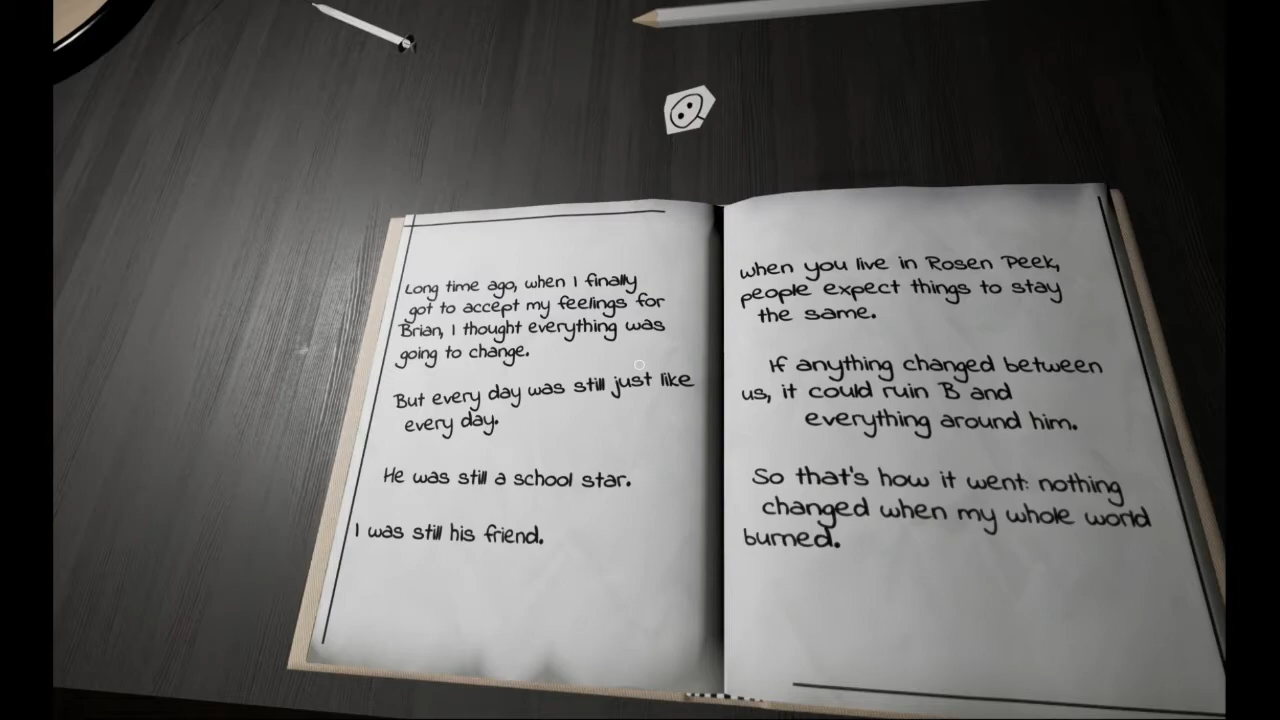 Long time ago, when I finally
got to accept my feelings for
Brian, I thought everything was
going to change.
But every day was still just like
every day.
He was still a school star.
I was still his friend.
when you live in Rosen Peek,
people expect things to stay
the same.
If anything changed between
us, it could ruin B and
everything around him.
So that's how it went: nothing
changed when my whole world
burned.